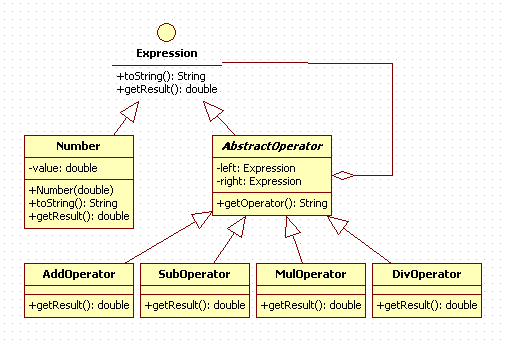 Expression
+toString(): String
+getResult(): double
Number
-value: double
+Number(double)
+toString(): String
+getResult(): double
AbstractOperator
-left: Expression
-right: Expression
+getOperator(): String
AddOperator
+getResult(): double
SubOperator
+getResult(): double
MulOperator
+getResult(): double
DivOperator
+getResult(): double